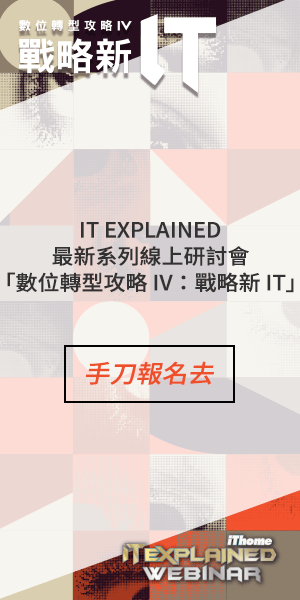 數位轉型攻略 IV
戰略新 IT
IT EXPLAINED
最新系列線上研討會
「數位轉型攻略 IV：戰略新 IT」
手刀報名去
iThome
iT EXPLAINED
WEBINAR